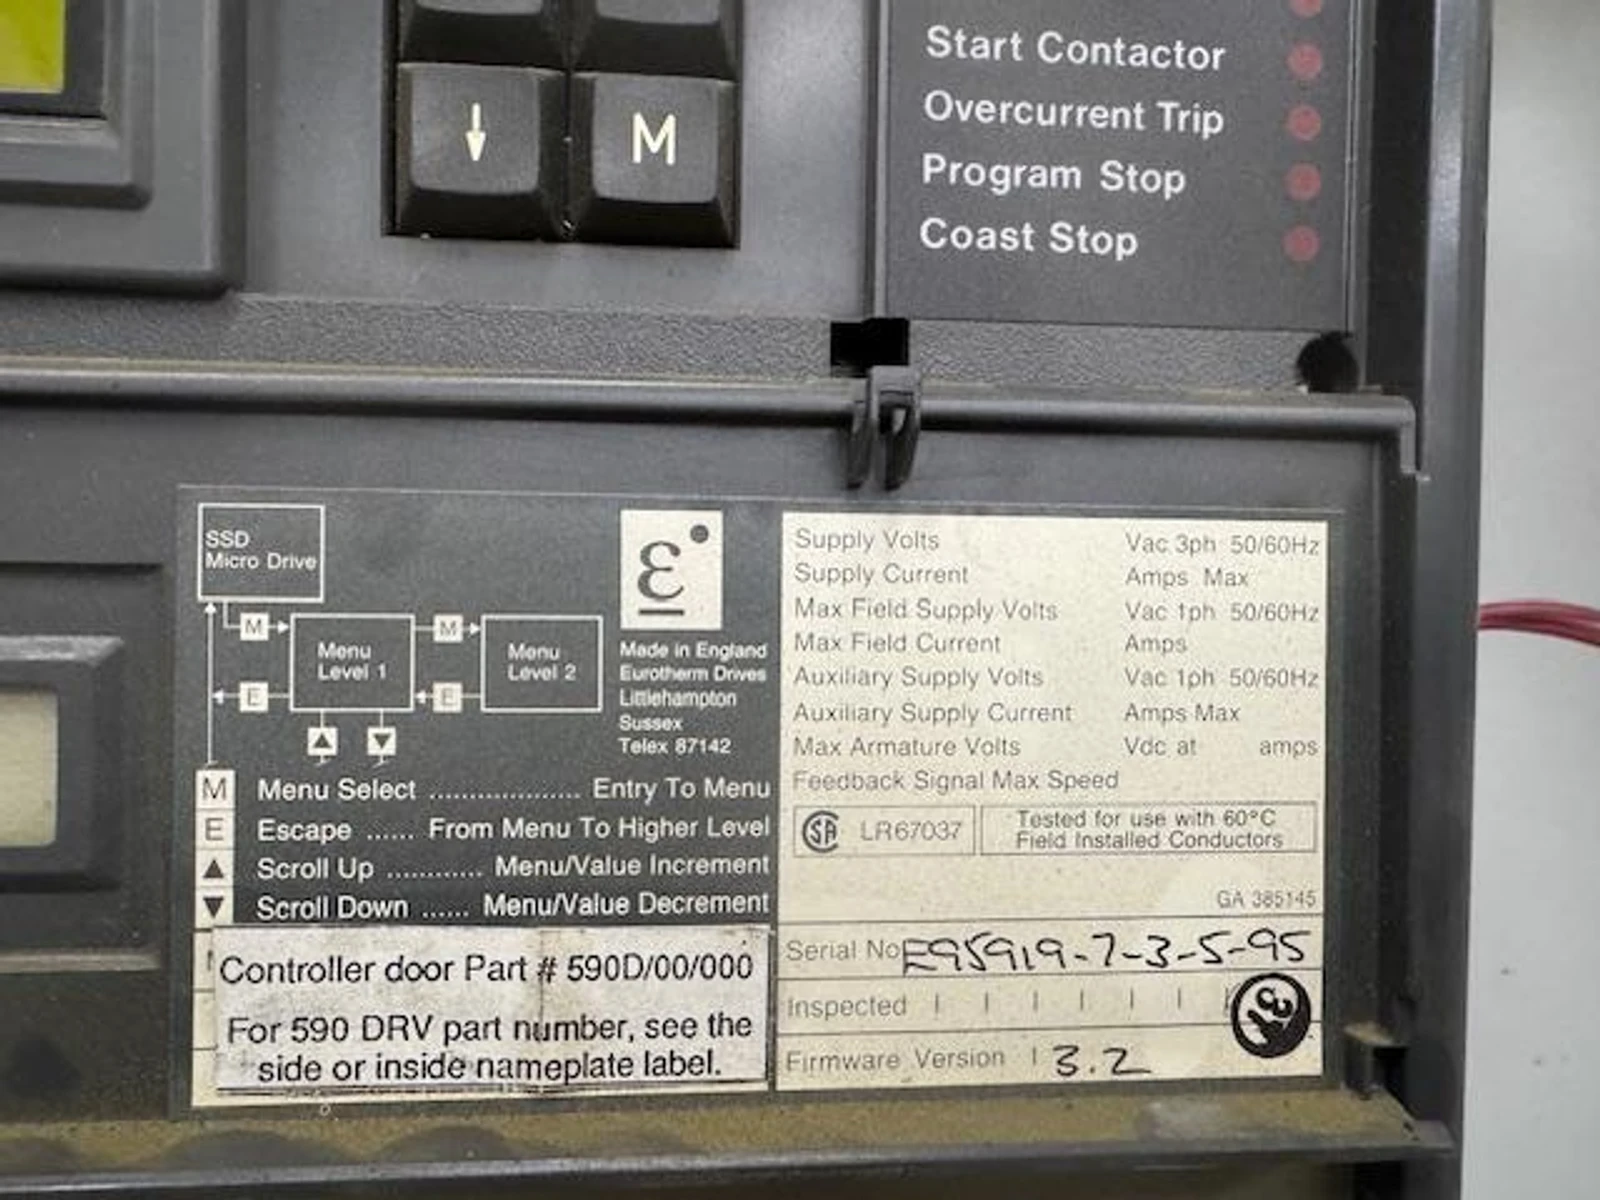 ↓ M
Start Contactor
Overcurrent Trip
Program Stop
Coast Stop
SSD
Micro Drive
M
Menu
Level 1
M
Menu
Level 2
E
E
ε
Made in England
Eurotherm Drives
Littlehampton
Sussex
Telex 87142
M Menu Select ................... Entry To Menu
E Escape ...... From Menu To Higher Level
▲ Scroll Up ............ Menu/Value Increment
▼ Scroll Down ...... Menu/Value Decrement
Controller door Part # 590D/00/000
For 590 DRV part number, see the
side or inside nameplate label.
Supply Volts Vac 3ph 50/60Hz
Supply Current Amps Max
Max Field Supply Volts Vac 1ph 50/60Hz
Max Field Current Amps
Auxiliary Supply Volts Vac 1ph 50/60Hz
Auxiliary Supply Current Amps Max
Max Armature Volts Vdc at amps
Feedback Signal Max Speed
SA LR67037
Tested for use with 60°C
Field Installed Conductors
GA 385145
Serial No E95919-7-3-5-95
Inspected
Firmware Version 3.2